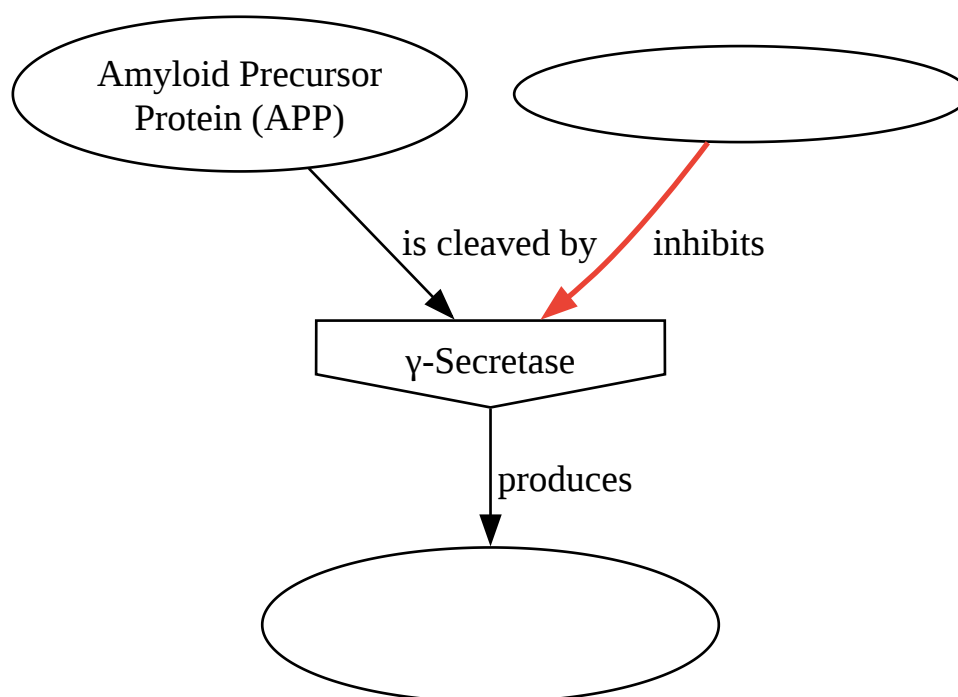 Amyloid Precursor
Protein (APP)
is cleaved by
inhibits
γ-Secretase
produces